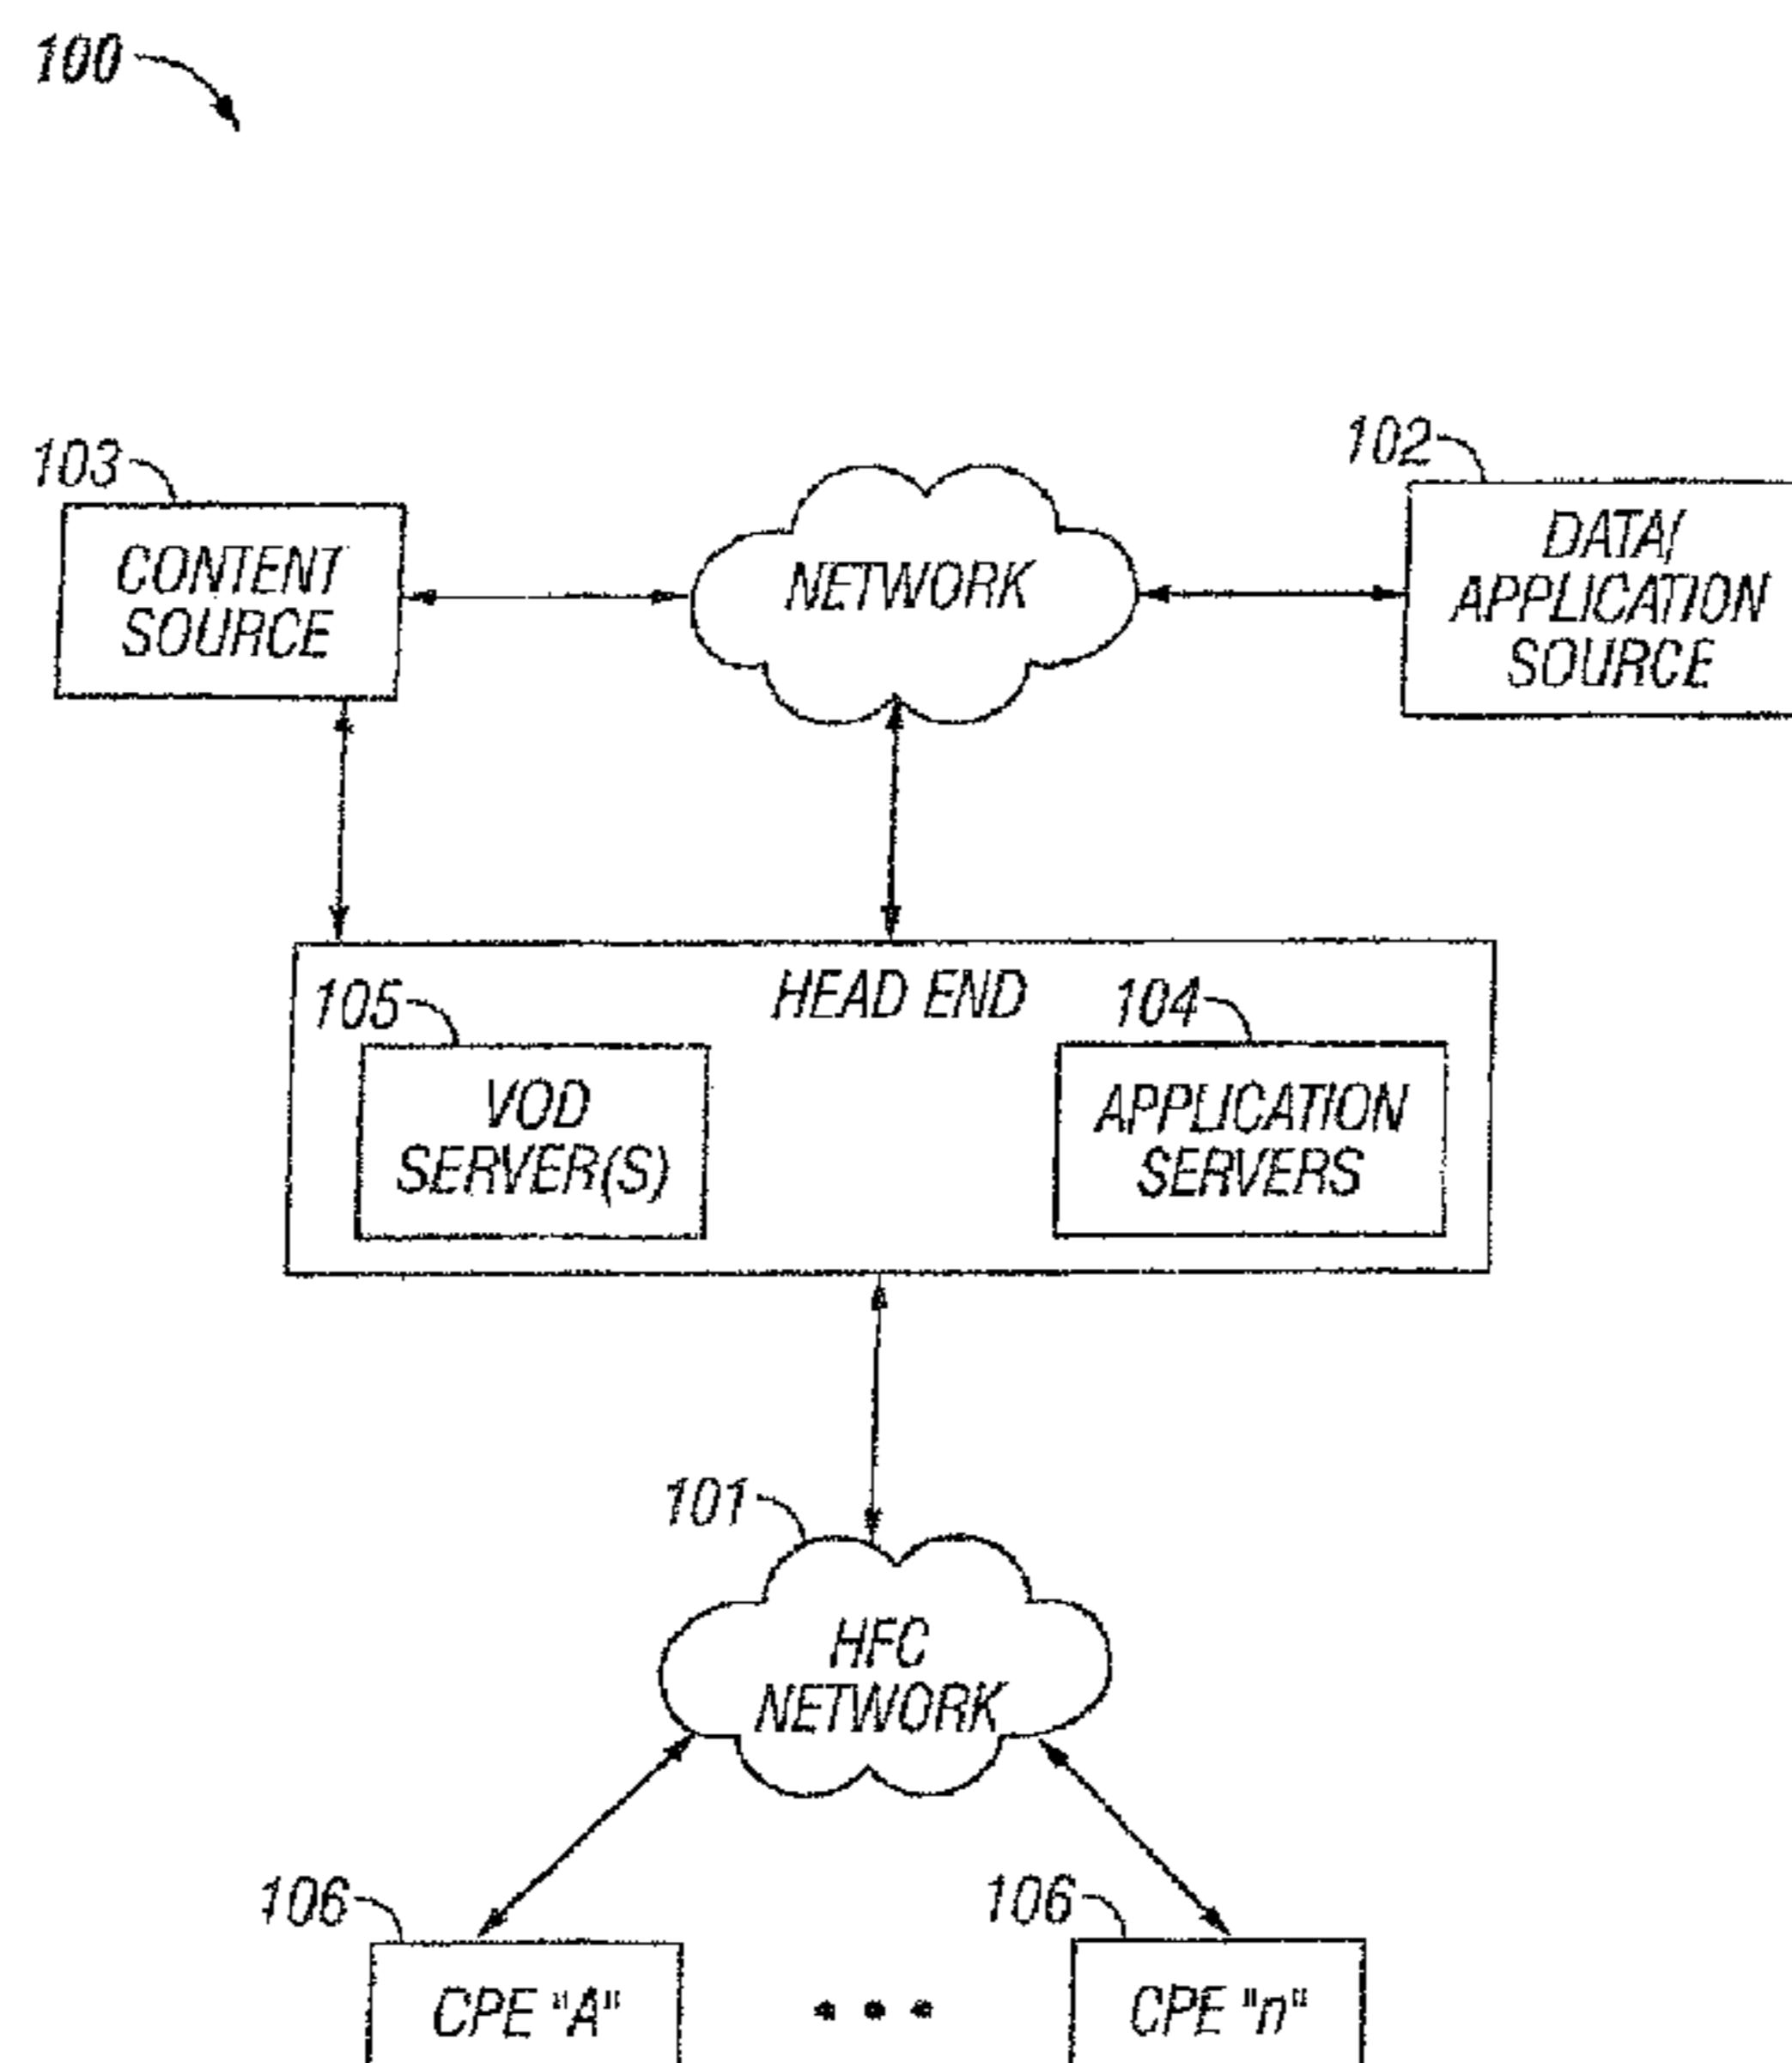 100
103
CONTENT
SOURCE
NETWORK
102
DATA/
APPLICATION
SOURCE
HEAD END
105
VOD
SERVER(S)
104
APPLICATION
SERVERS
101
HFC
NETWORK
106
CPE "A"
106
CPE "n"